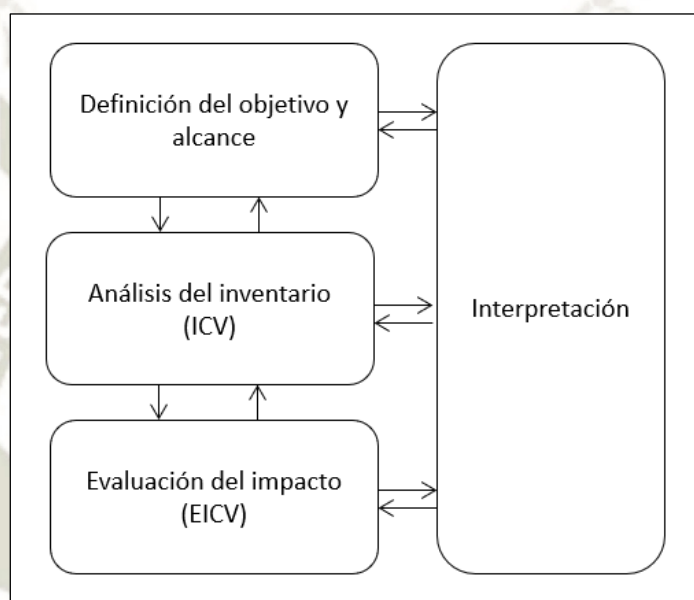 Definición del objetivo y
alcance
Análisis del inventario
(ICV)
Evaluación del impacto
(EICV)
Interpretación